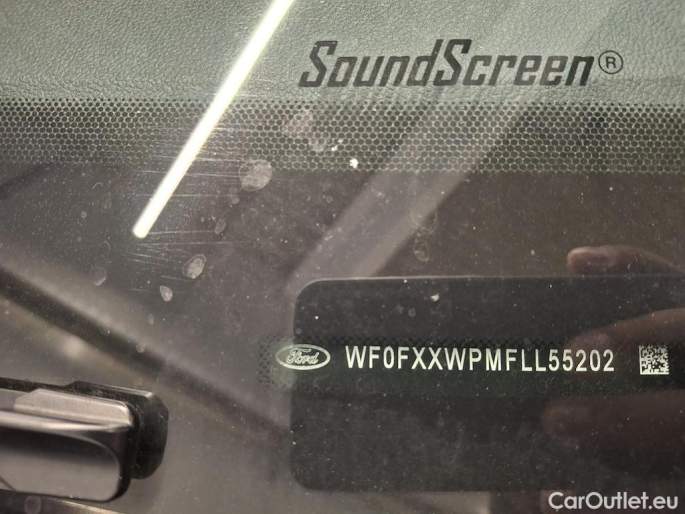 SoundScreen®
Ford WF0FXXWPMFLL55202
CarOutlet.eu